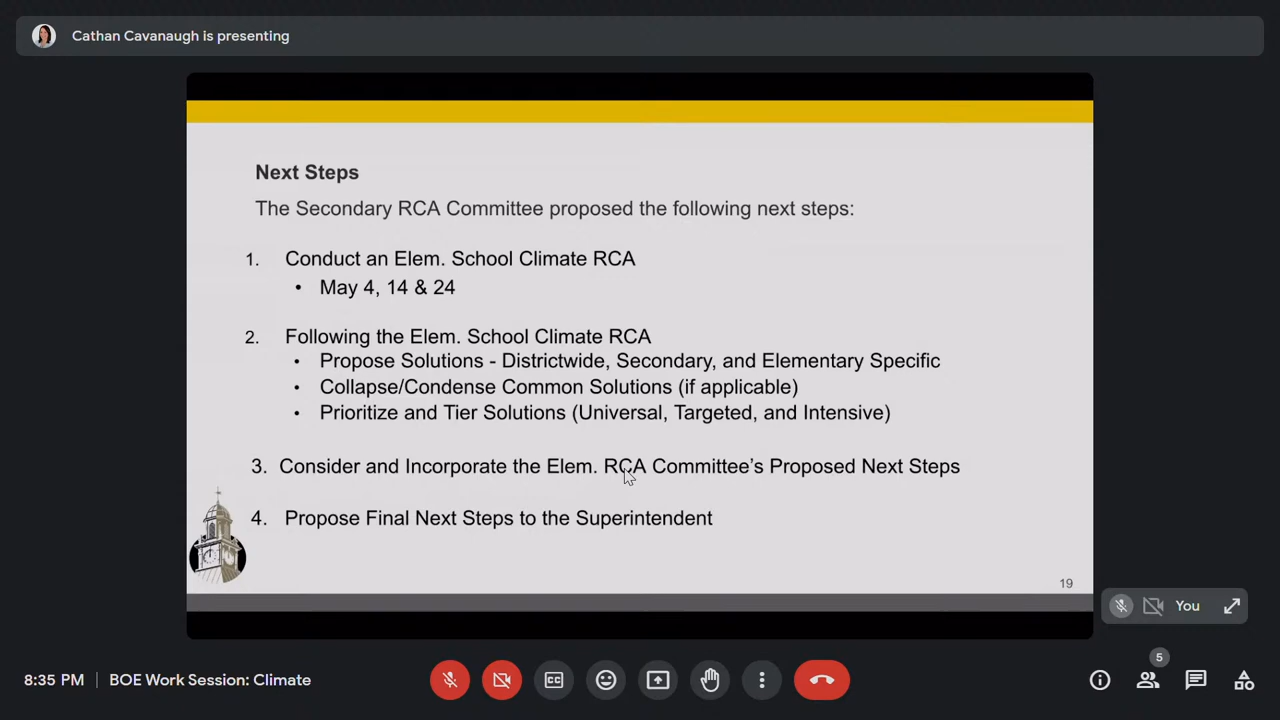 Cathan Cavanaugh is presenting
Next Steps
The Secondary RCA Committee proposed the following next steps:
1. Conduct an Elem. School Climate RCA
• May 4, 14 & 24
2. Following the Elem. School Climate RCA
• Propose Solutions - Districtwide, Secondary, and Elementary Specific
• Collapse/Condense Common Solutions (if applicable)
• Prioritize and Tier Solutions (Universal, Targeted, and Intensive)
3. Consider and Incorporate the Elem. RCA Committee's Proposed Next Steps
4. Propose Final Next Steps to the Superintendent
19
You
8:35 PM | BOE Work Session: Climate
5